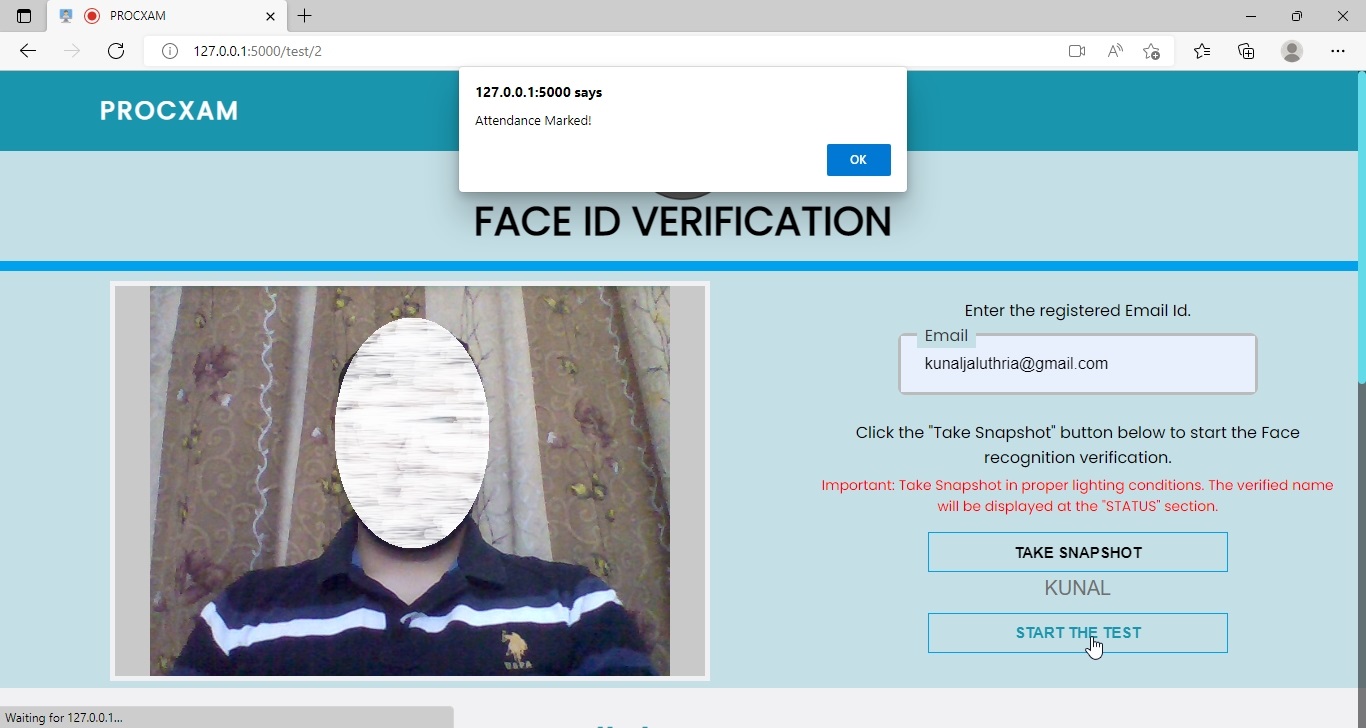 PROCXAM
127.0.0.1:5000/test/2
127.0.0.1:5000 says
Attendance Marked!
OK
PROCXAM
FACE ID VERIFICATION
Enter the registered Email Id.
Email
kunaljaluthria@gmail.com
Click the "Take Snapshot" button below to start the Face
recognition verification.
Important: Take Snapshot in proper lighting conditions. The verified name
will be displayed at the "STATUS" section.
TAKE SNAPSHOT
KUNAL
START THE TEST
Waiting for 127.0.0.1...